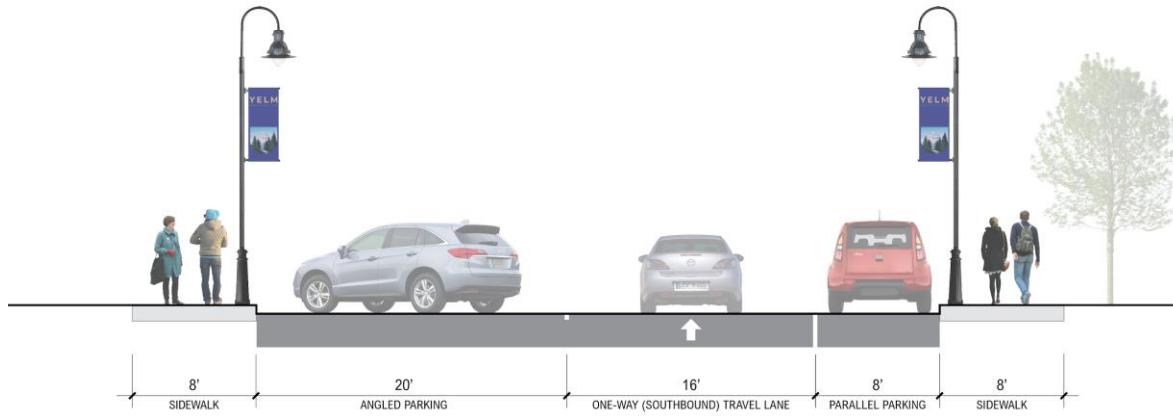 YELM
YELM
8'
20'
16'
8'
8'
SIDEWALK
ANGLED PARKING
ONE-WAY (SOUTHBOUND) TRAVEL LANE
PARALLEL PARKING
SIDEWALK